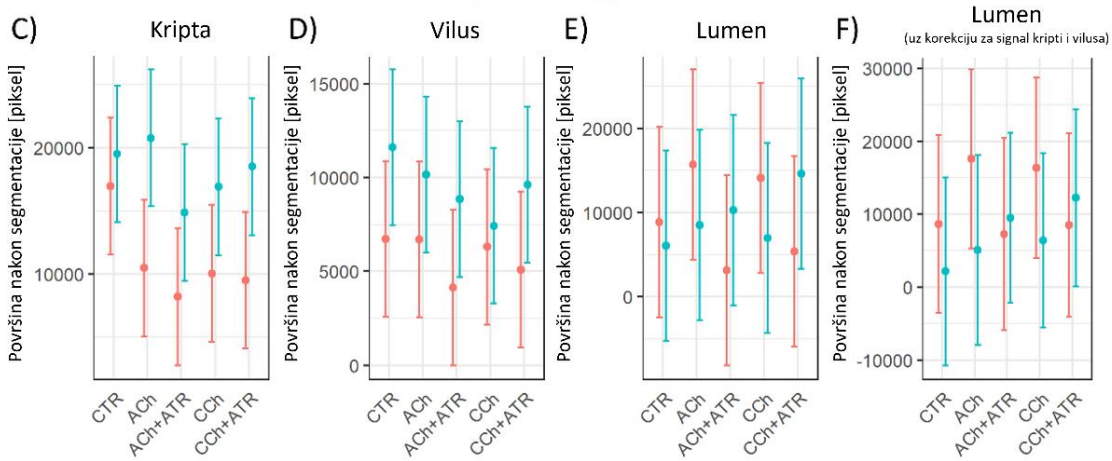 C) Kripta
Površina nakon segmentacije [piksel]
20000
10000
CTR
ACh
ACh+ATR
CCh
CCh+ATR
D) Vilus
Površina nakon segmentacije [piksel]
15000
10000
5000
0
CTR
ACh
ACh+ATR
CCh
CCh+ATR
E) Lumen
Površina nakon segmentacije [piksel]
20000
10000
0
CTR
ACh
ACh+ATR
CCh
CCh+ATR
F) Lumen
(uz korekciju za signal kripti i vilusa)
Površina nakon segmentacije [piksel]
30000
20000
10000
0
-10000
CTR
ACh
ACh+ATR
CCh
CCh+ATR